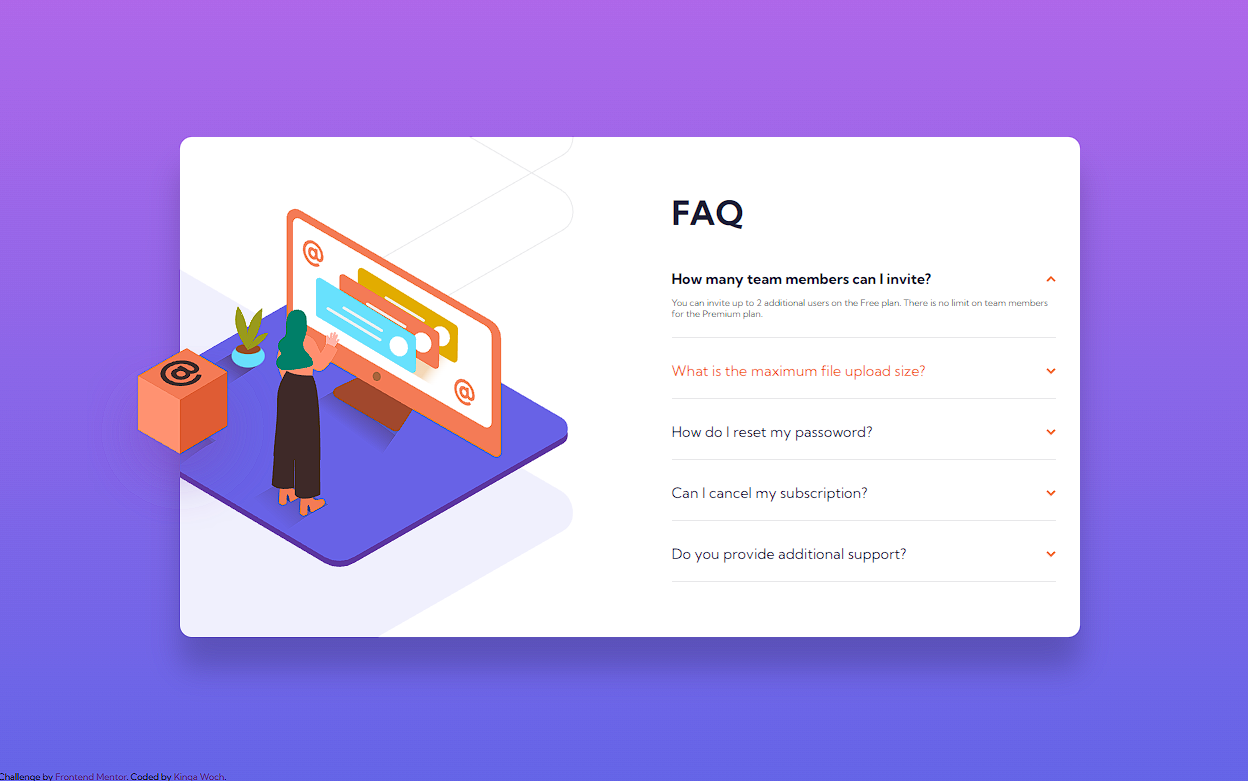 FAQ
How many team members can I invite?
You can invite up to 2 additional users on the Free plan. There is no limit on team members
for the Premium plan.
What is the maximum file upload size?
How do I reset my passoword?
Can I cancel my subscription?
Do you provide additional support?
@
@
@
Challenge by Frontend Mentor. Coded by Kinga Woch.